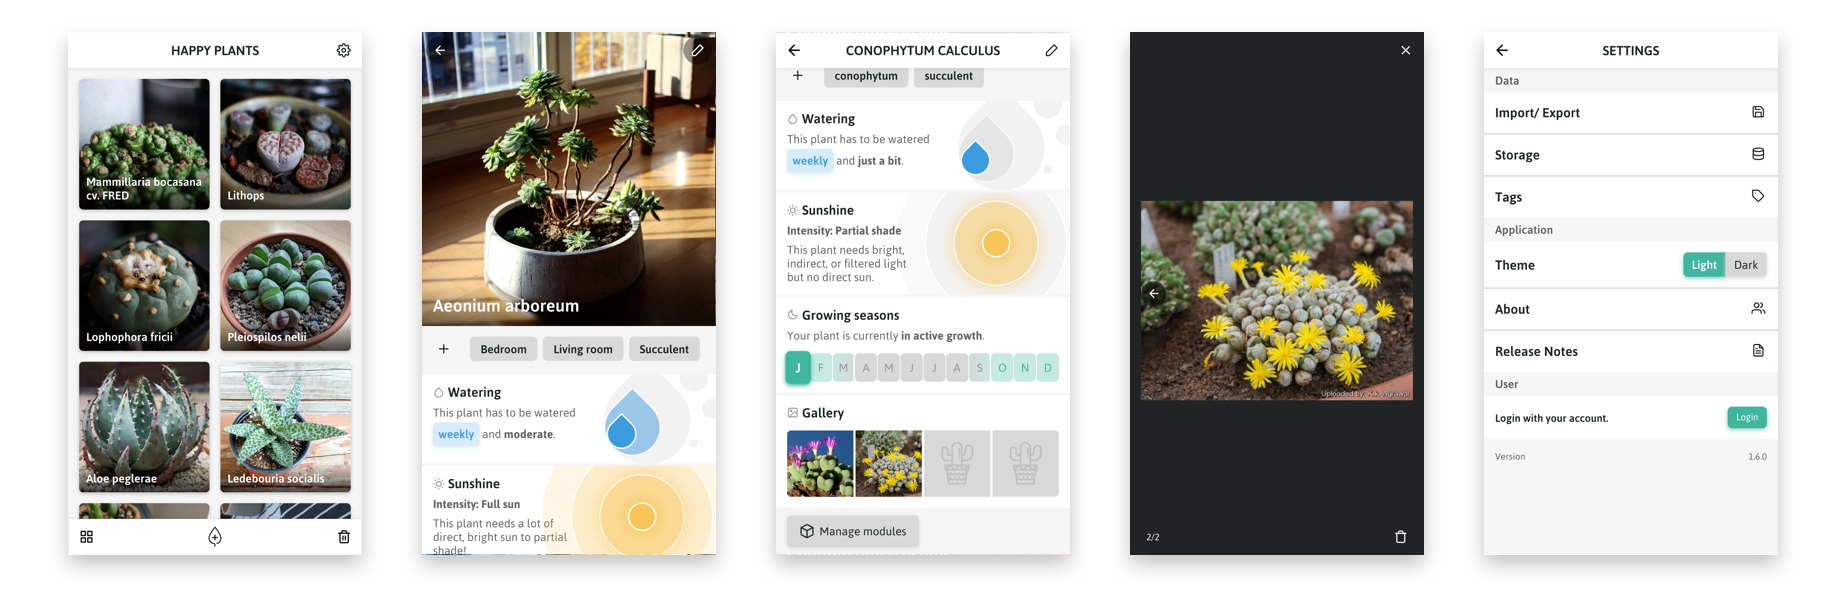 HAPPY PLANTS
Mammillaria bocasana
cv. FRED
Lithops
Lophophora fricii
Pleiospilos nelii
Aloe peglerae
Ledebouria socialis
Aeonium arboreum
+ Bedroom Living room Succulent
Watering
This plant has to be watered
weekly and moderate.
Sunshine
Intensity: Full sun
This plant needs a lot of
direct, bright sun to partial
shade!
CONOPHYTUM CALCULUS
+ conophytum succulent
Watering
This plant has to be watered
weekly and just a bit.
Sunshine
Intensity: Partial shade
This plant needs bright,
indirect, or filtered light
but no direct sun.
Growing seasons
Your plant is currently in active growth.
J F M A M J J A S O N D
Gallery
Manage modules
2/2
SETTINGS
Data
Import/ Export
Storage
Tags
Application
Theme Light Dark
About
Release Notes
User
Login with your account. Login
Version 1.6.0